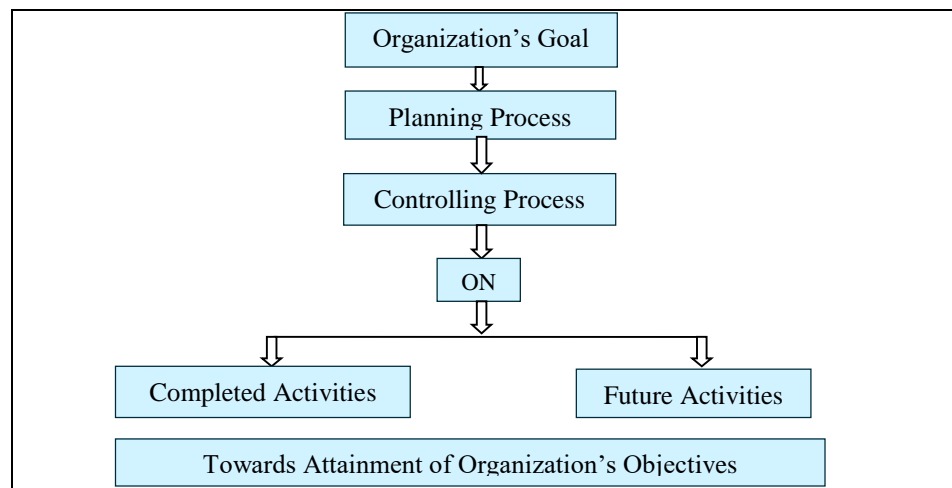 Organization’s Goal
Planning Process
Controlling Process
ON
Completed Activities
Future Activities
Towards Attainment of Organization’s Objectives